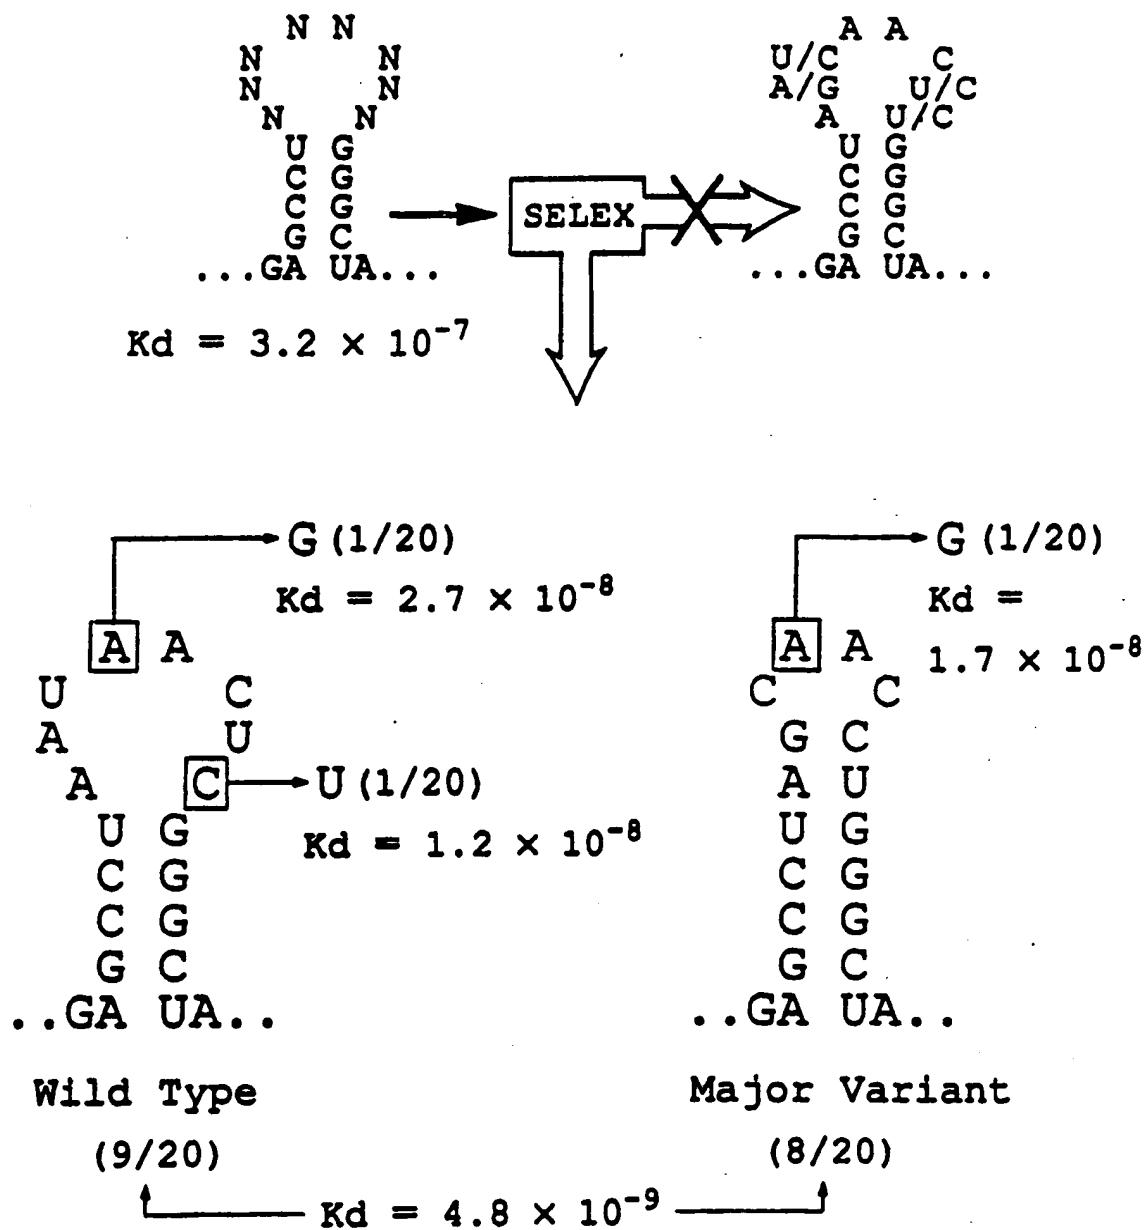 N N
N N
N N
N N
U G
C G
C G
G C
...GA UA...
Kd = 3.2 × 10⁻⁷
SELEX
A A
U/C C
A/G U/C
A U/C
U G
C G
C G
G C
...GA UA...
G (1/20)
Kd = 2.7 × 10⁻⁸
A A
U C
A U
A C
U (1/20)
Kd = 1.2 × 10⁻⁸
U G
C G
C G
G C
..GA UA..
Wild Type
(9/20)
G (1/20)
Kd =
1.7 × 10⁻⁸
A A
C C
G C
A U
U G
C G
C G
G C
..GA UA..
Major Variant
(8/20)
Kd = 4.8 × 10⁻⁹